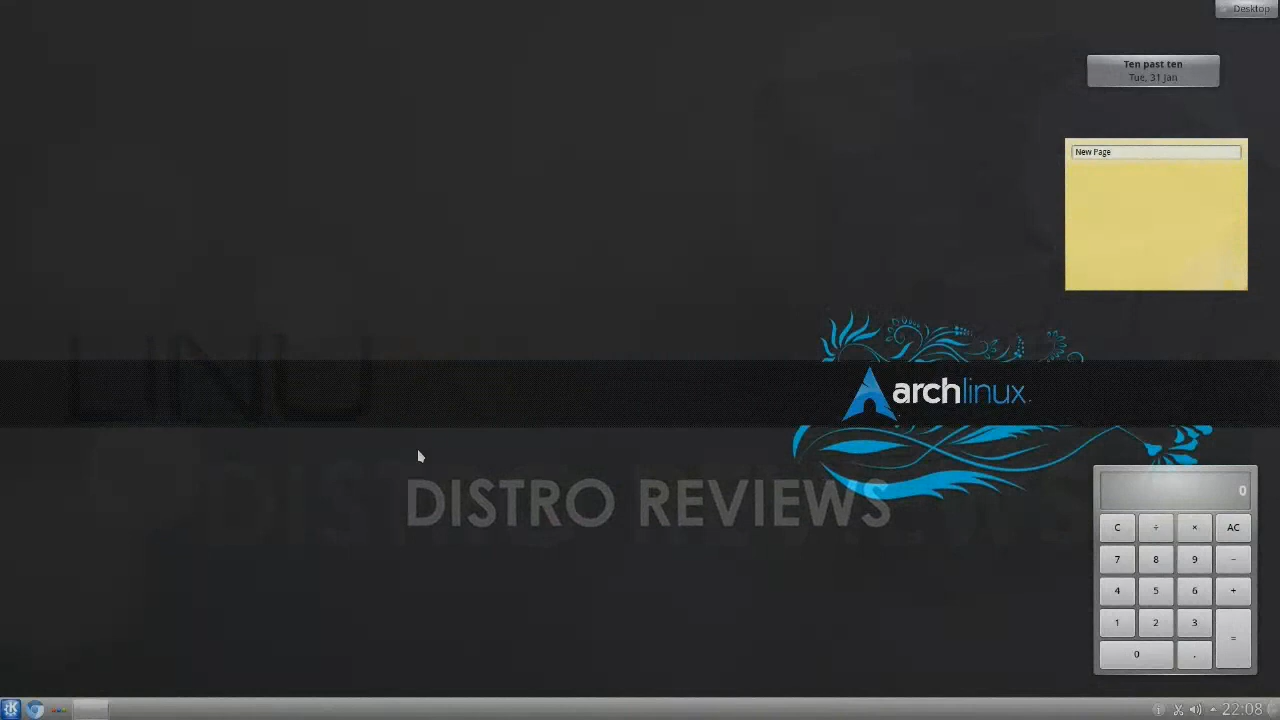 Desktop
Ten past ten
Tue, 31 Jan
New Page
LINU
archlinux
DISTRO REVIEWS
0
C ÷ × AC
7 8 9 −
4 5 6 +
1 2 3 =
0 .
22:08